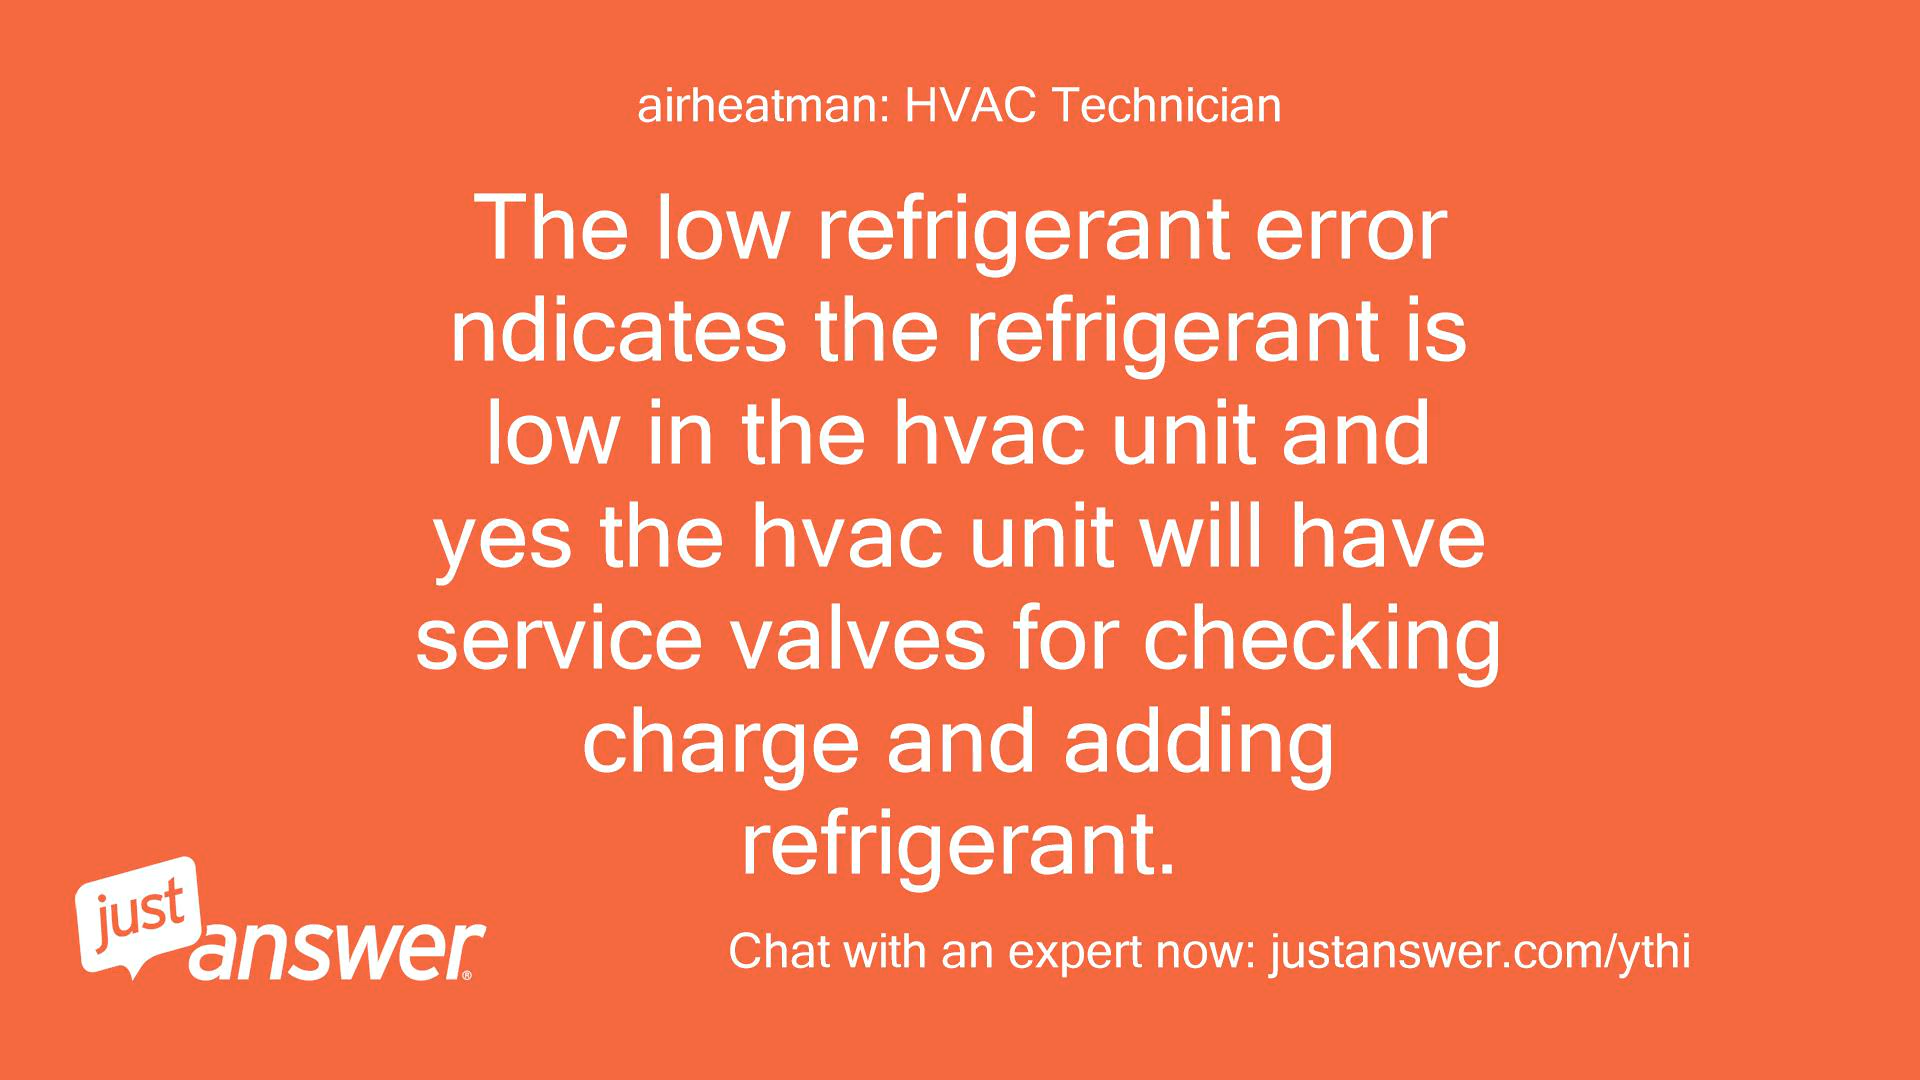 airheatman: HVAC Technician
The low refrigerant error
ndicates the refrigerant is
low in the hvac unit and
yes the hvac unit will have
service valves for checking
charge and adding
refrigerant.
just
answer®
Chat with an expert now: justanswer.com/ythi